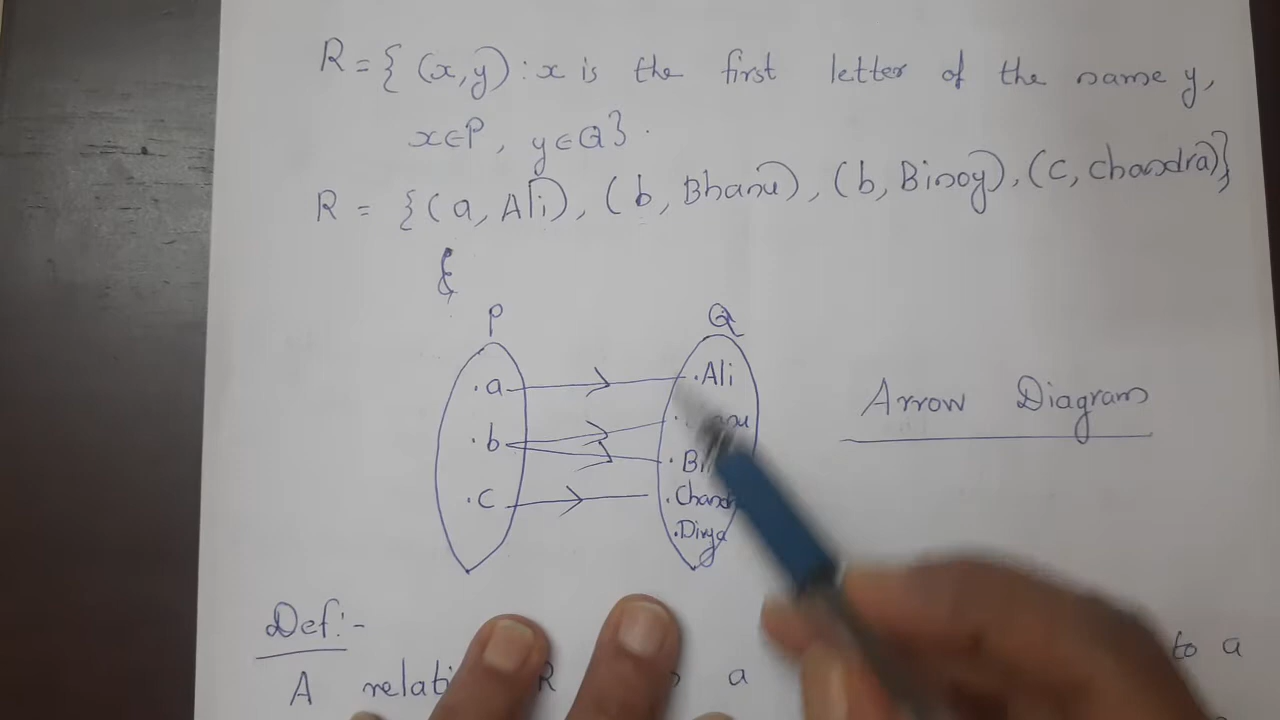 R = { (x,y) : x is the first letter of the name y,
x∈P, y∈Q}.
R = {(a, Ali), (b, Bhanu), (b, Binoy), (c, Chandra)}
{
P Q
.a .Ali
.b
.c
.Divya
Arrow Diagram
Def:-
A R a to a